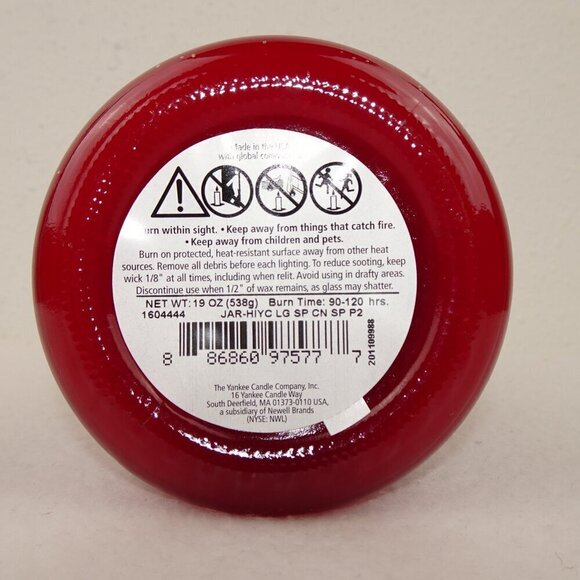 Made in the USA
with global components
Burn within sight. • Keep away from things that catch fire.
• Keep away from children and pets.
Burn on protected, heat-resistant surface away from other heat
sources. Remove all debris before each lighting. To reduce sooting, keep
wick 1/8" at all times, including when relit. Avoid using in drafty areas.
Discontinue use when 1/2" of wax remains, as glass may shatter.
NET WT: 19 OZ (538g) Burn Time: 90-120 hrs.
1604444 JAR-HIYC LG SP CN SP P2
8 86860 97577 7
201109988
The Yankee Candle Company, Inc.
16 Yankee Candle Way
South Deerfield, MA 01373-0110 USA,
a subsidiary of Newell Brands
(NYSE: NWL)